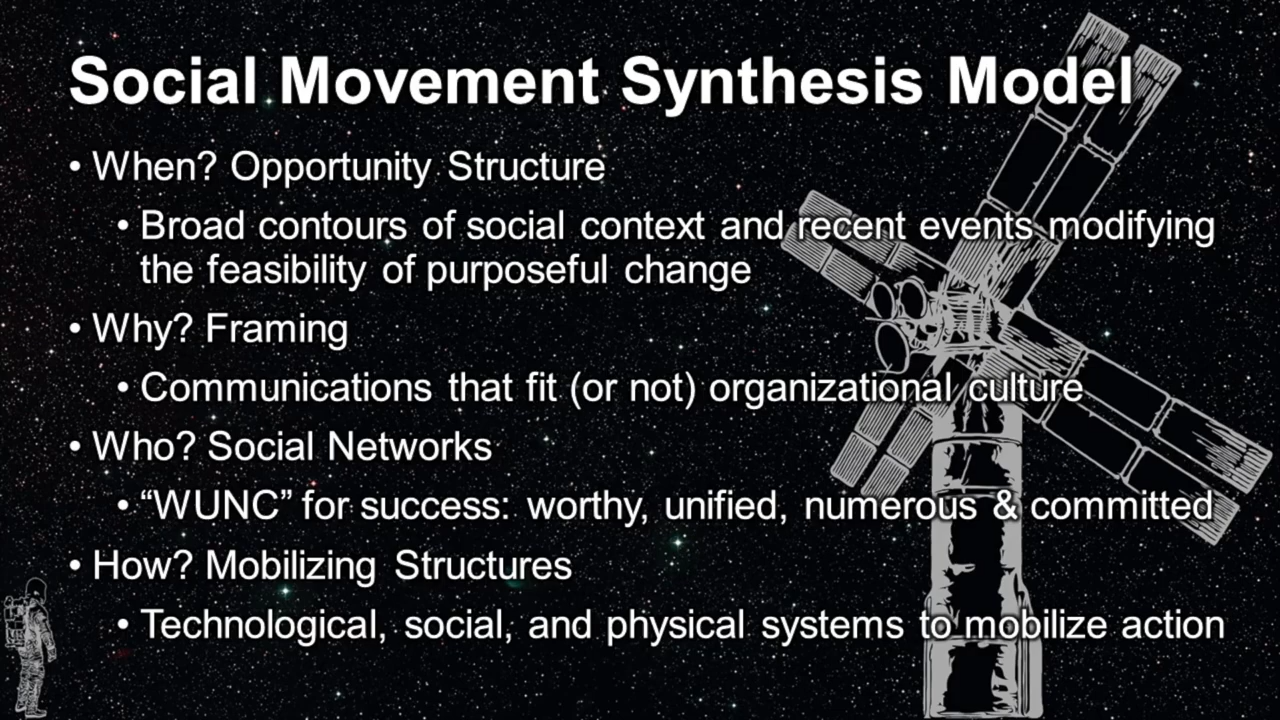 Social Movement Synthesis Model
• When? Opportunity Structure
• Broad contours of social context and recent events modifying
the feasibility of purposeful change
• Why? Framing
• Communications that fit (or not) organizational culture
• Who? Social Networks
• “WUNC” for success: worthy, unified, numerous & committed
• How? Mobilizing Structures
• Technological, social, and physical systems to mobilize action